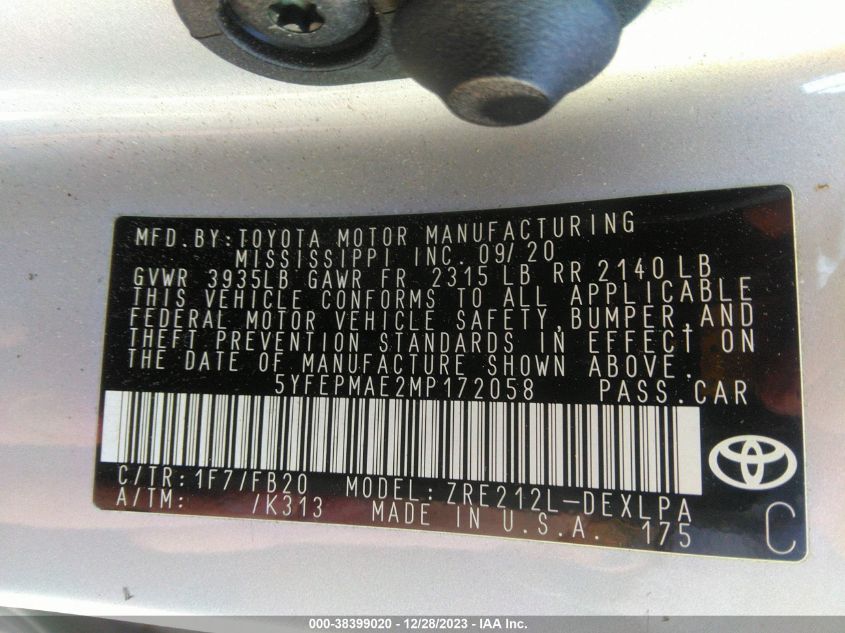 MFD. BY: TOYOTA MOTOR MANUFACTURING
MISSISSIPPI INC. 09/20
GVWR 3935LB GAWR FR 2315 LB RR 2140 LB
THIS VEHICLE CONFORMS TO ALL APPLICABLE
FEDERAL MOTOR VEHICLE SAFETY, BUMPER, AND
THEFT PREVENTION STANDARDS IN EFFECT ON
THE DATE OF MANUFACTURE SHOWN ABOVE.
5YFEPMAE2MP172058 PASS. CAR
C/TR: 1F7/FB20 MODEL: ZRE212L-DEXLPA
A/TM: /K313 MADE IN U.S.A. 175 C
000-38399020 - 12/28/2023 - IAA Inc.